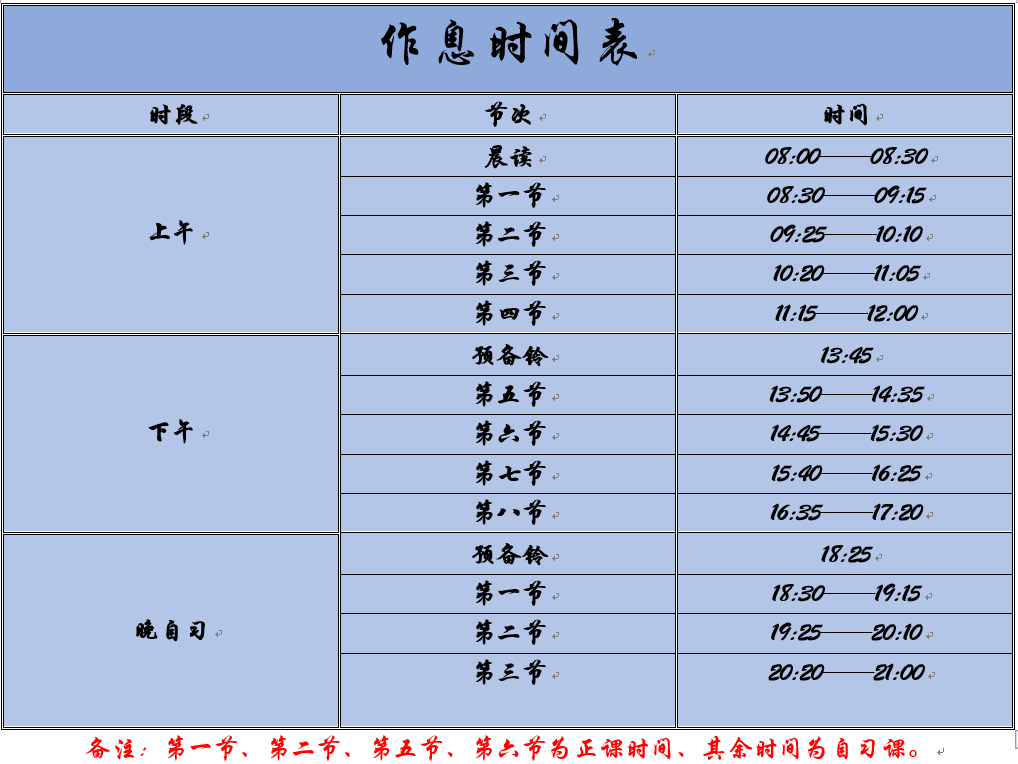 作息时间表
时段 节次 时间
上午
晨读 08:00——08:30
第一节 08:30——09:15
第二节 09:25——10:10
第三节 10:20——11:05
第四节 11:15——12:00
下午
预备铃 13:45
第五节 13:50——14:35
第六节 14:45——15:30
第七节 15:40——16:25
第八节 16:35——17:20
晚自习
预备铃 18:25
第一节 18:30——19:15
第二节 19:25——20:10
第三节 20:20——21:00
备注：第一节、第二节、第五节、第六节为正课时间、其余时间为自习课。